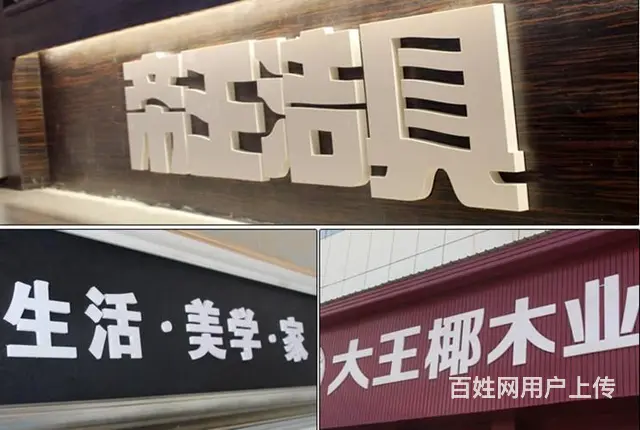 帝王洁具
生活·美学·家
大王椰木业
百姓网用户上传